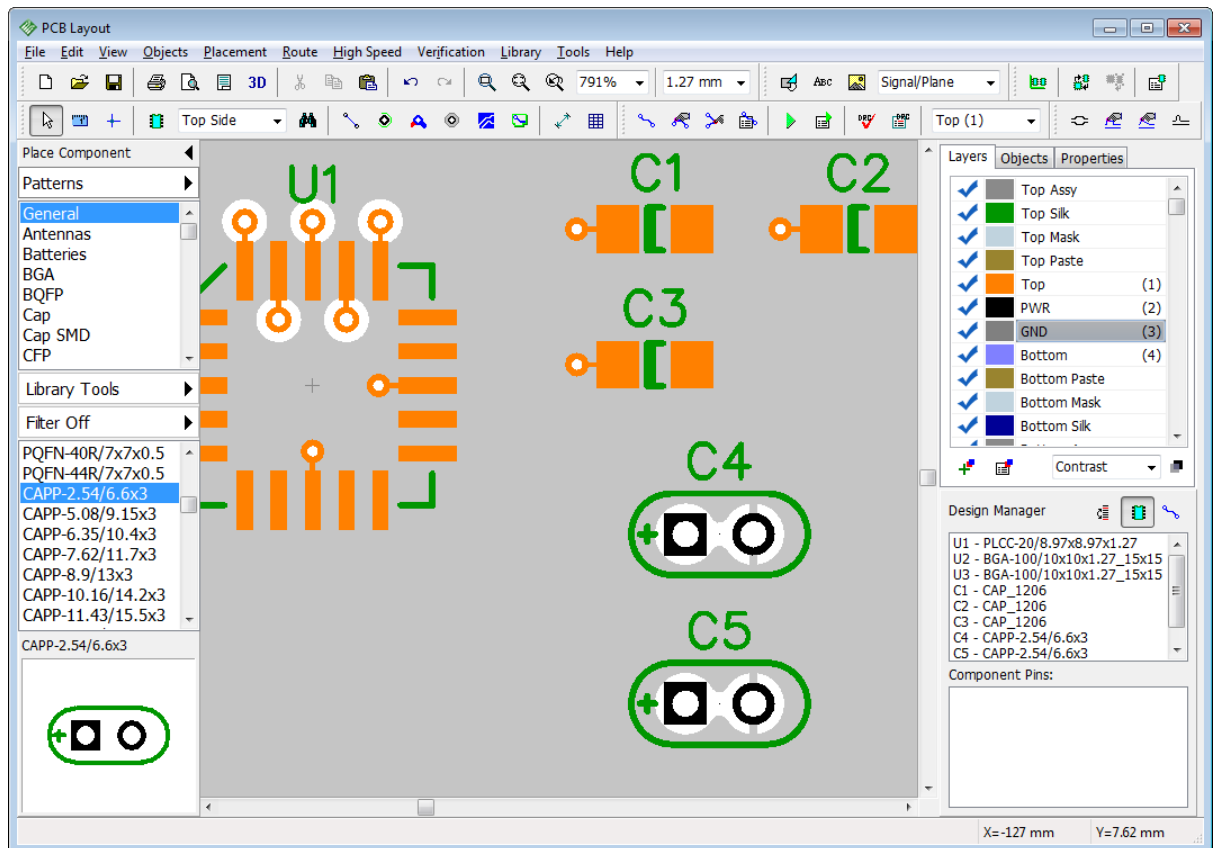 PCB Layout
File Edit View Objects Placement Route High Speed Verification Library Tools Help
3D 791% 1.27 mm ABC Signal/Plane
Top Side DRC DRC Top (1)
Place Component
Patterns
General
Antennas
Batteries
BGA
BQFP
Cap
Cap SMD
CFP
Library Tools
Filter Off
PQFN-40R/7x7x0.5
PQFN-44R/7x7x0.5
CAPP-2.54/6.6x3
CAPP-5.08/9.15x3
CAPP-6.35/10.4x3
CAPP-7.62/11.7x3
CAPP-8.9/13x3
CAPP-10.16/14.2x3
CAPP-11.43/15.5x3
CAPP-2.54/6.6x3
+
U1
C1 C2
C3
C4
+
C5
+
Layers Objects Properties
Top Assy
Top Silk
Top Mask
Top Paste
Top (1)
PWR (2)
GND (3)
Bottom (4)
Bottom Paste
Bottom Mask
Bottom Silk
Contrast
Design Manager
U1 - PLCC-20/8.97x8.97x1.27
U2 - BGA-100/10x10x1.27_15x15
U3 - BGA-100/10x10x1.27_15x15
C1 - CAP_1206
C2 - CAP_1206
C3 - CAP_1206
C4 - CAPP-2.54/6.6x3
C5 - CAPP-2.54/6.6x3
Component Pins:
X=-127 mm Y=7.62 mm